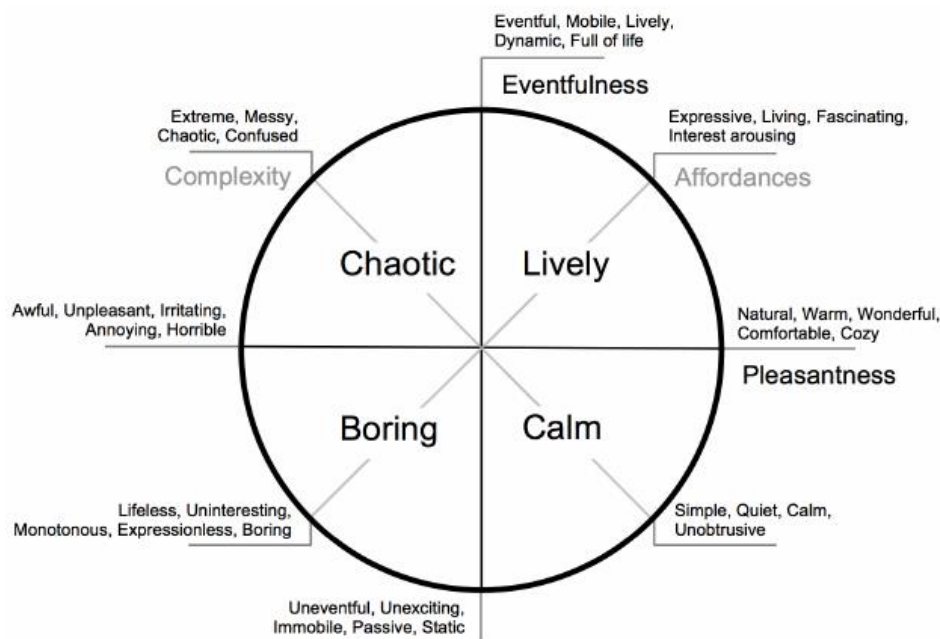 Eventful, Mobile, Lively,
Dynamic, Full of life
Eventfulness
Extreme, Messy,
Chaotic, Confused
Complexity
Expressive, Living, Fascinating,
Interest arousing
Affordances
Chaotic
Lively
Awful, Unpleasant, Irritating,
Annoying, Horrible
Natural, Warm, Wonderful,
Comfortable, Cozy
Pleasantness
Boring
Calm
Lifeless, Uninteresting,
Monotonous, Expressionless, Boring
Simple, Quiet, Calm,
Unobtrusive
Uneventful, Unexciting,
Immobile, Passive, Static